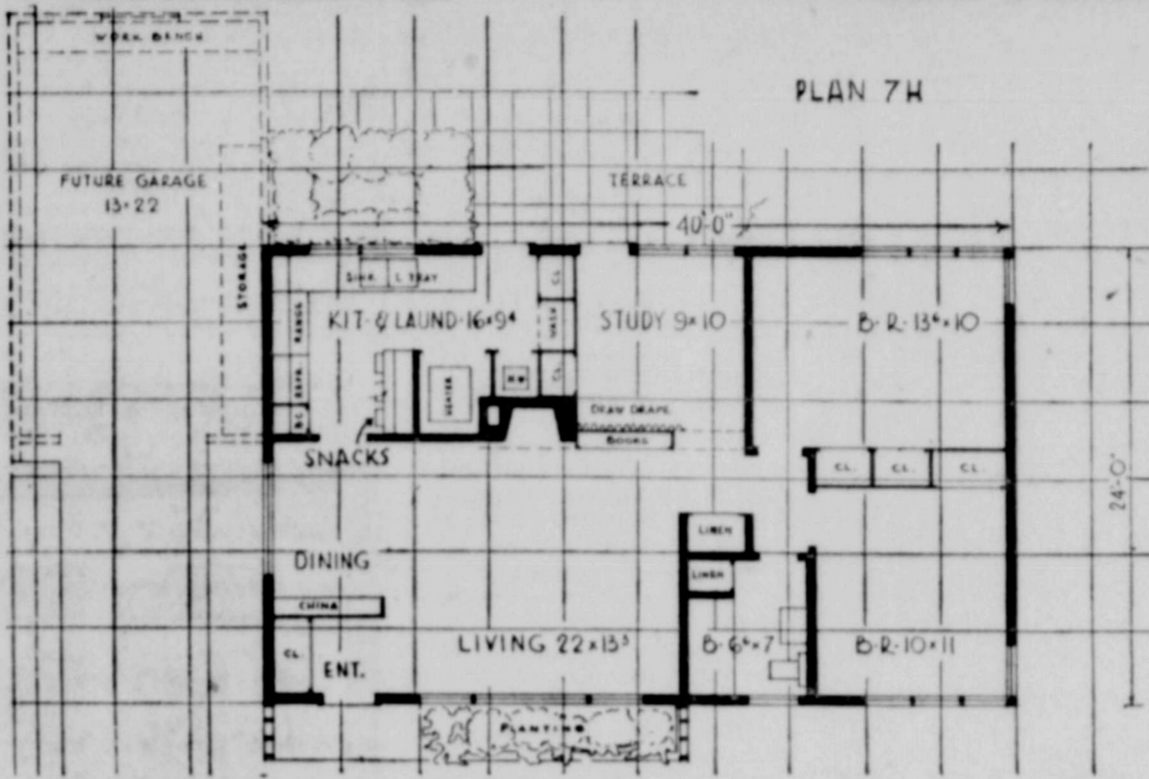 WORK BENCH
PLAN 7H
FUTURE GARAGE
13×22
TERRACE
40'-0"
STORAGE
SINK
L. TRAY
CL.
RANGE
KIT. & LAUND. 16×9⁴
WASH
STUDY 9×10
B.R. 13⁶×10
REFR.
HEATER
H W
CL.
B.C.
DRAW DRAPE
BOOKS
SNACKS
CL.
CL.
CL.
24'-0"
LINEN
DINING
LINEN
CHINA
CL.
ENT.
LIVING 22×13³
B. 6⁶×7
B.R. 10×11
PLANTING